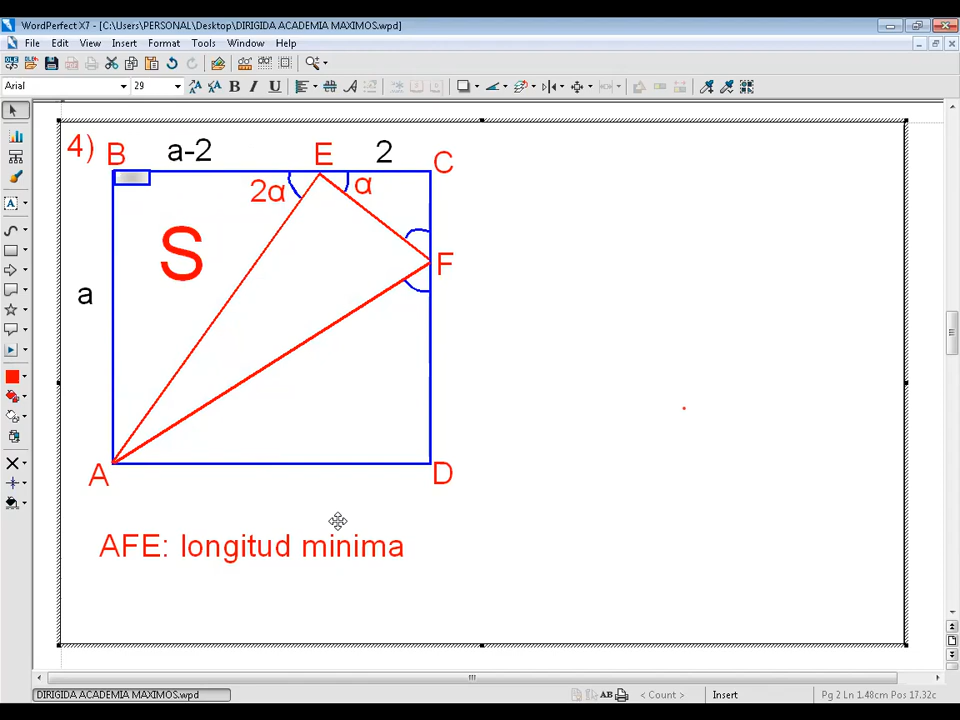 WordPerfect X7 - [C:\Users\PERSONAL\Desktop\DIRIGIDA ACADEMIA MAXIMOS.wpd]
File Edit View Insert Format Tools Window Help
Arial 29 B I U
4) B a-2 E 2 C
2α α
S
F
a
A D
AFE: longitud minima
DIRIGIDA ACADEMIA MAXIMOS.wpd AB < Count > Insert Pg 2 Ln 1.48cm Pos 17.32c